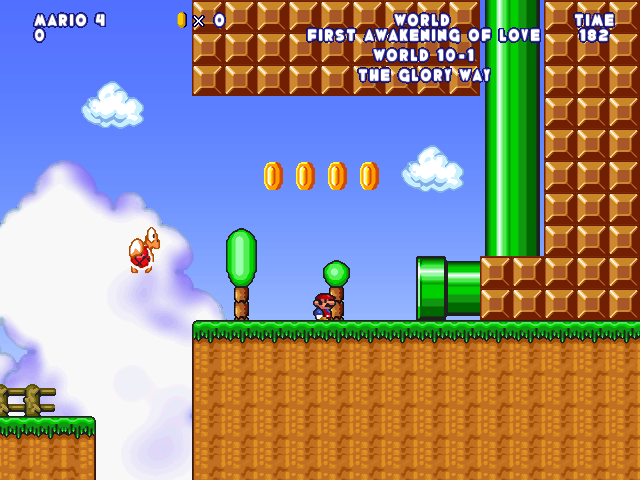 MARIO 4
0
× 0
WORLD
FIRST AWAKENING OF LOVE
WORLD 10-1
THE GLORY WAY
TIME
182